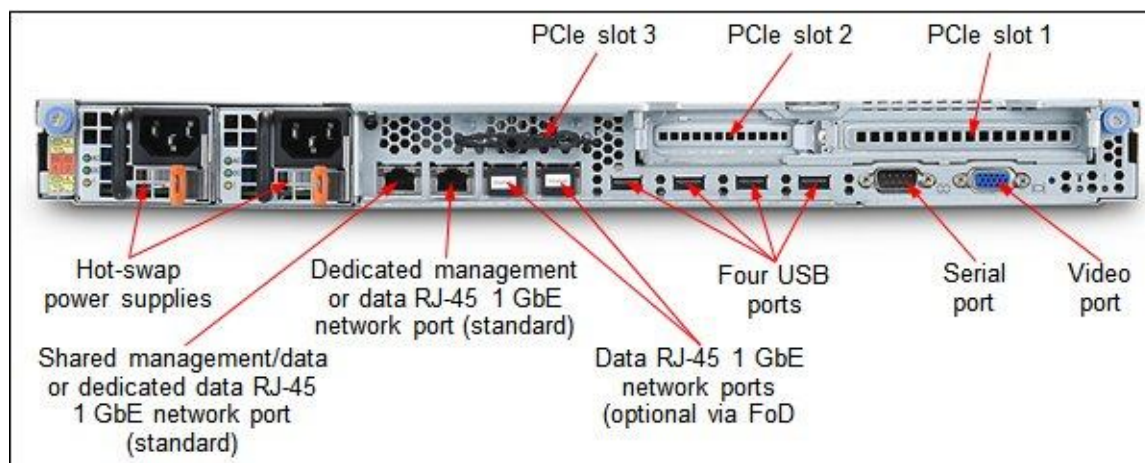 PCIe slot 3
PCIe slot 2
PCIe slot 1
Hot-swap
power supplies
Dedicated management
or data RJ-45 1 GbE
network port (standard)
Four USB
ports
Serial
port
Video
port
Shared management/data
or dedicated data RJ-45
1 GbE network port
(standard)
Data RJ-45 1 GbE
network ports
(optional via FoD